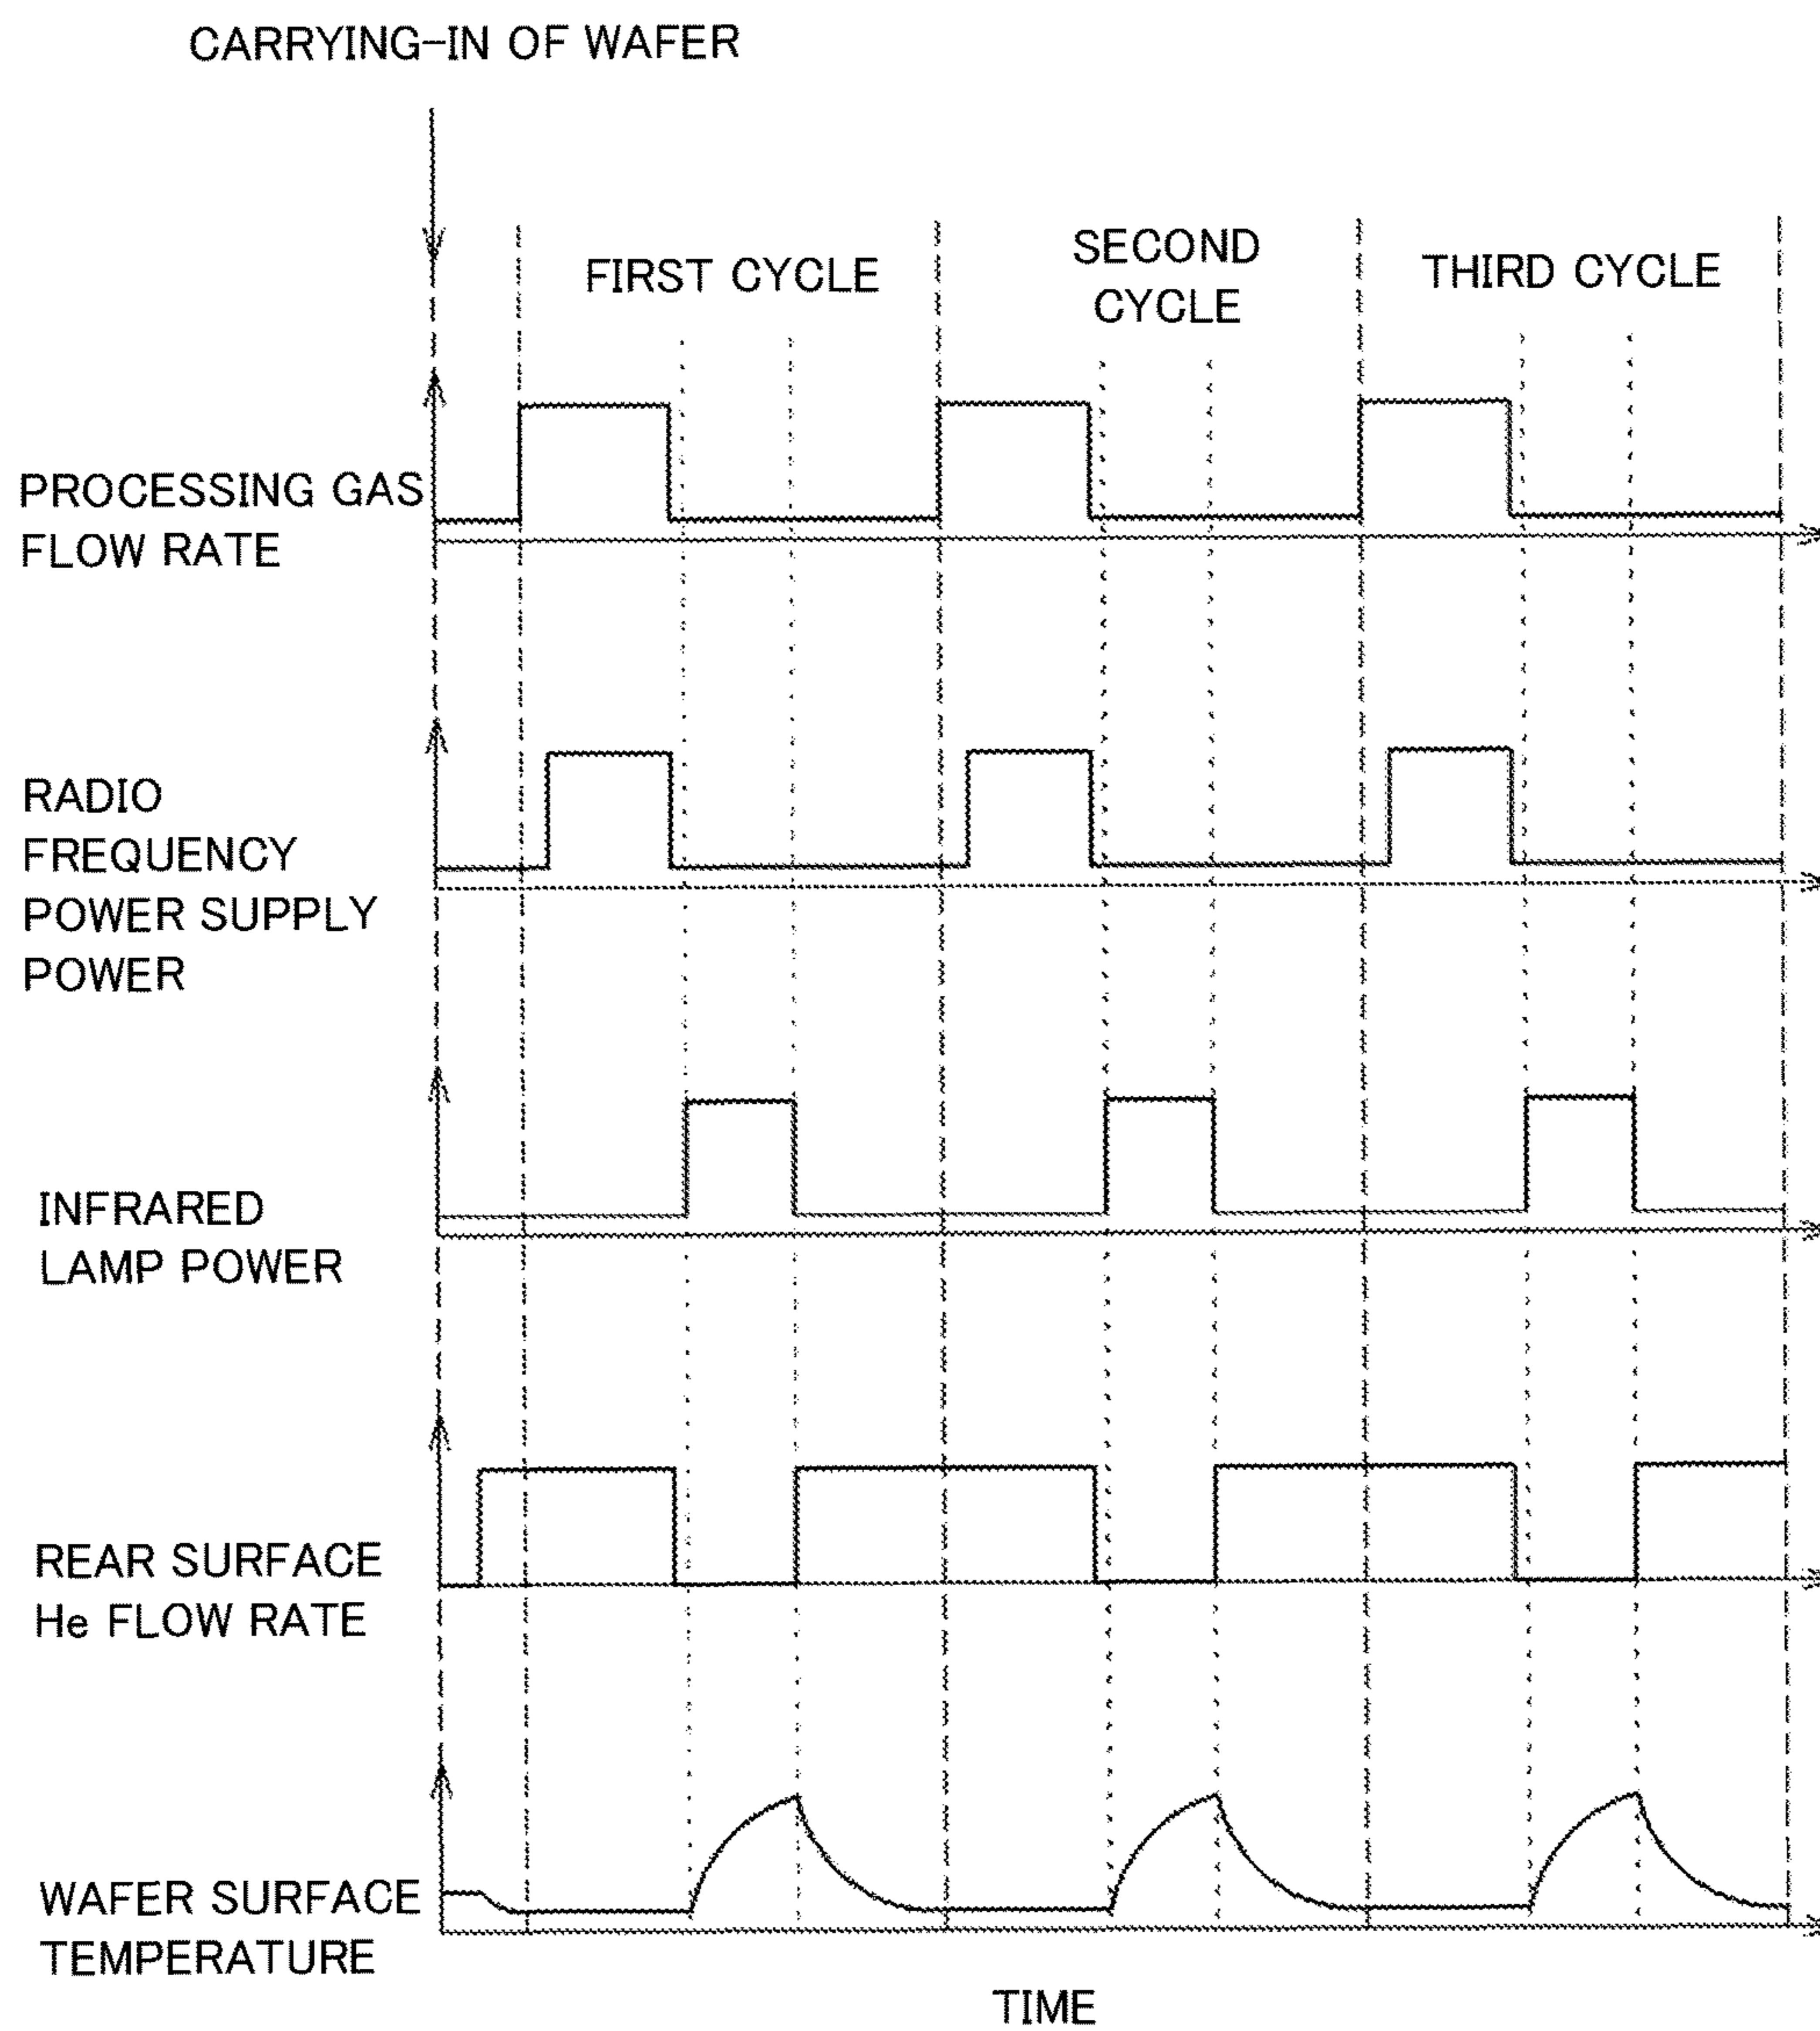 CARRYING-IN OF WAFER
FIRST CYCLE
SECOND
CYCLE
THIRD CYCLE
PROCESSING GAS
FLOW RATE
RADIO
FREQUENCY
POWER SUPPLY
POWER
INFRARED
LAMP POWER
REAR SURFACE
He FLOW RATE
WAFER SURFACE
TEMPERATURE
TIME